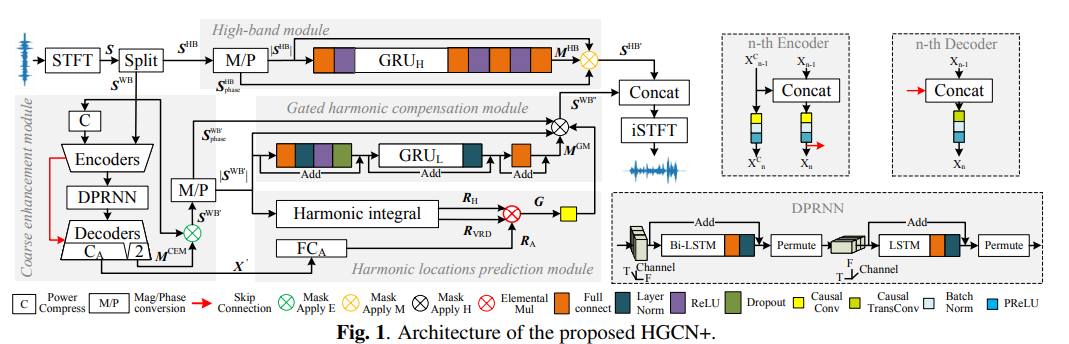 High-band module
STFT
S
Split
S^HB
M/P
|S^HB|
S^HB_phase
GRU_H
M^HB
S^HB'
S^WB
Coarse enhancement module
C
Encoders
DPRNN
Decoders
C_A
2
M^CEM
X'
M/P
S^WB'
S^WB'_phase
|S^WB'|
Gated harmonic compensation module
Add
GRU_L
Add
Add
M^GM
S^WB''
Harmonic integral
R_H
R_VRD
R_A
G
FC_A
Harmonic locations prediction module
Concat
iSTFT
n-th Encoder
X^C_n-1
X_n-1
Concat
X^C_n
X_n
n-th Decoder
X_n-1
Concat
X_n
DPRNN
Add
Bi-LSTM
Permute
T
Channel
F
Add
LSTM
Permute
F
T
Channel
C Power Compress
M/P Mag/Phase conversion
Skip Connection
Mask Apply E
Mask Apply M
Mask Apply H
Elemental Mul
Full connect
Layer Norm
ReLU
Dropout
Causal Conv
Causal TransConv
Batch Norm
PReLU
Fig. 1. Architecture of the proposed HGCN+.